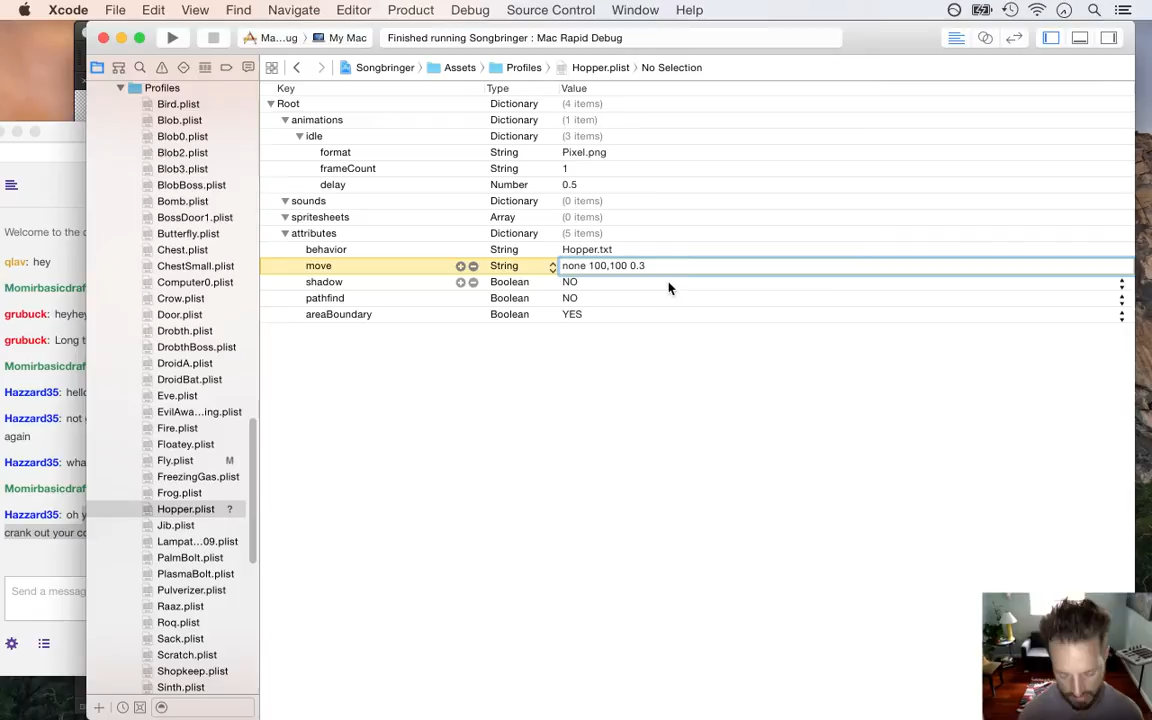 Xcode File Edit View Find Navigate Editor Product Debug Source Control Window Help
Ma...ug My Mac Finished running Songbringer : Mac Rapid Debug
Songbringer Assets Profiles Hopper.plist No Selection
Profiles
Bird.plist
Blob.plist
Blob0.plist
Blob2.plist
Blob3.plist
BlobBoss.plist
Bomb.plist
BossDoor1.plist
Butterfly.plist
Chest.plist
ChestSmall.plist
Computer0.plist
Crow.plist
Door.plist
Drobth.plist
DrobthBoss.plist
DroidA.plist
DroidBat.plist
Eve.plist
EvilAwa...ing.plist
Fire.plist
Floatey.plist
Fly.plist M
FreezingGas.plist
Frog.plist
Hopper.plist ?
Jib.plist
Lampat...09.plist
PalmBolt.plist
PlasmaBolt.plist
Pulverizer.plist
Raaz.plist
Roq.plist
Sack.plist
Scratch.plist
Shopkeep.plist
Sinth.plist
Key Type Value
Root Dictionary (4 items)
animations Dictionary (1 item)
idle Dictionary (3 items)
format String Pixel.png
frameCount String 1
delay Number 0.5
sounds Dictionary (0 items)
spritesheets Array (0 items)
attributes Dictionary (5 items)
behavior String Hopper.txt
move String none 100,100 0.3
shadow Boolean NO
pathfind Boolean NO
areaBoundary Boolean YES
Welcome to the c
qlav: hey
Momirbasicdraf
grubuck: heyhey
grubuck: Long t
Momirbasicdraf
Hazzard35: hello
Hazzard35: not
again
Hazzard35: wha
Momirbasicdraf
Hazzard35: oh y
crank out your co
Send a messag